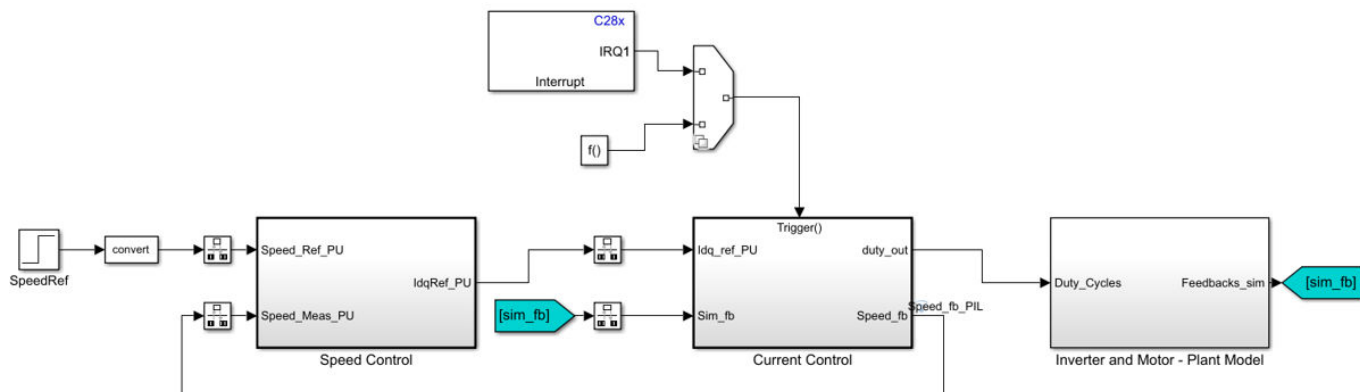 C28x
IRQ1
Interrupt
f()
Trigger()
SpeedRef
convert
Speed_Ref_PU
Speed_Meas_PU
IdqRef_PU
Speed Control
[sim_fb]
Idq_ref_PU
Sim_fb
duty_out
Speed_fb
Speed_fb_PIL
Current Control
Duty_Cycles
Feedbacks_sim
Inverter and Motor - Plant Model
[sim_fb]